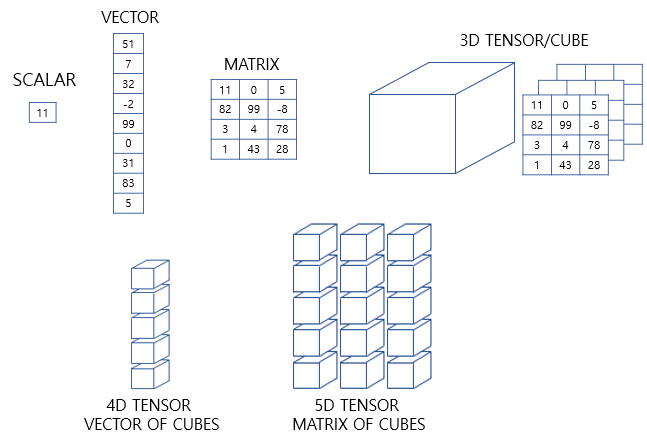 VECTOR
51
7
32
-2
99
0
31
83
5
SCALAR
11
MATRIX
11 0 5
82 99 -8
3 4 78
1 43 28
3D TENSOR/CUBE
11 0 5
82 99 -8
3 4 78
1 43 28
4D TENSOR
VECTOR OF CUBES
5D TENSOR
MATRIX OF CUBES